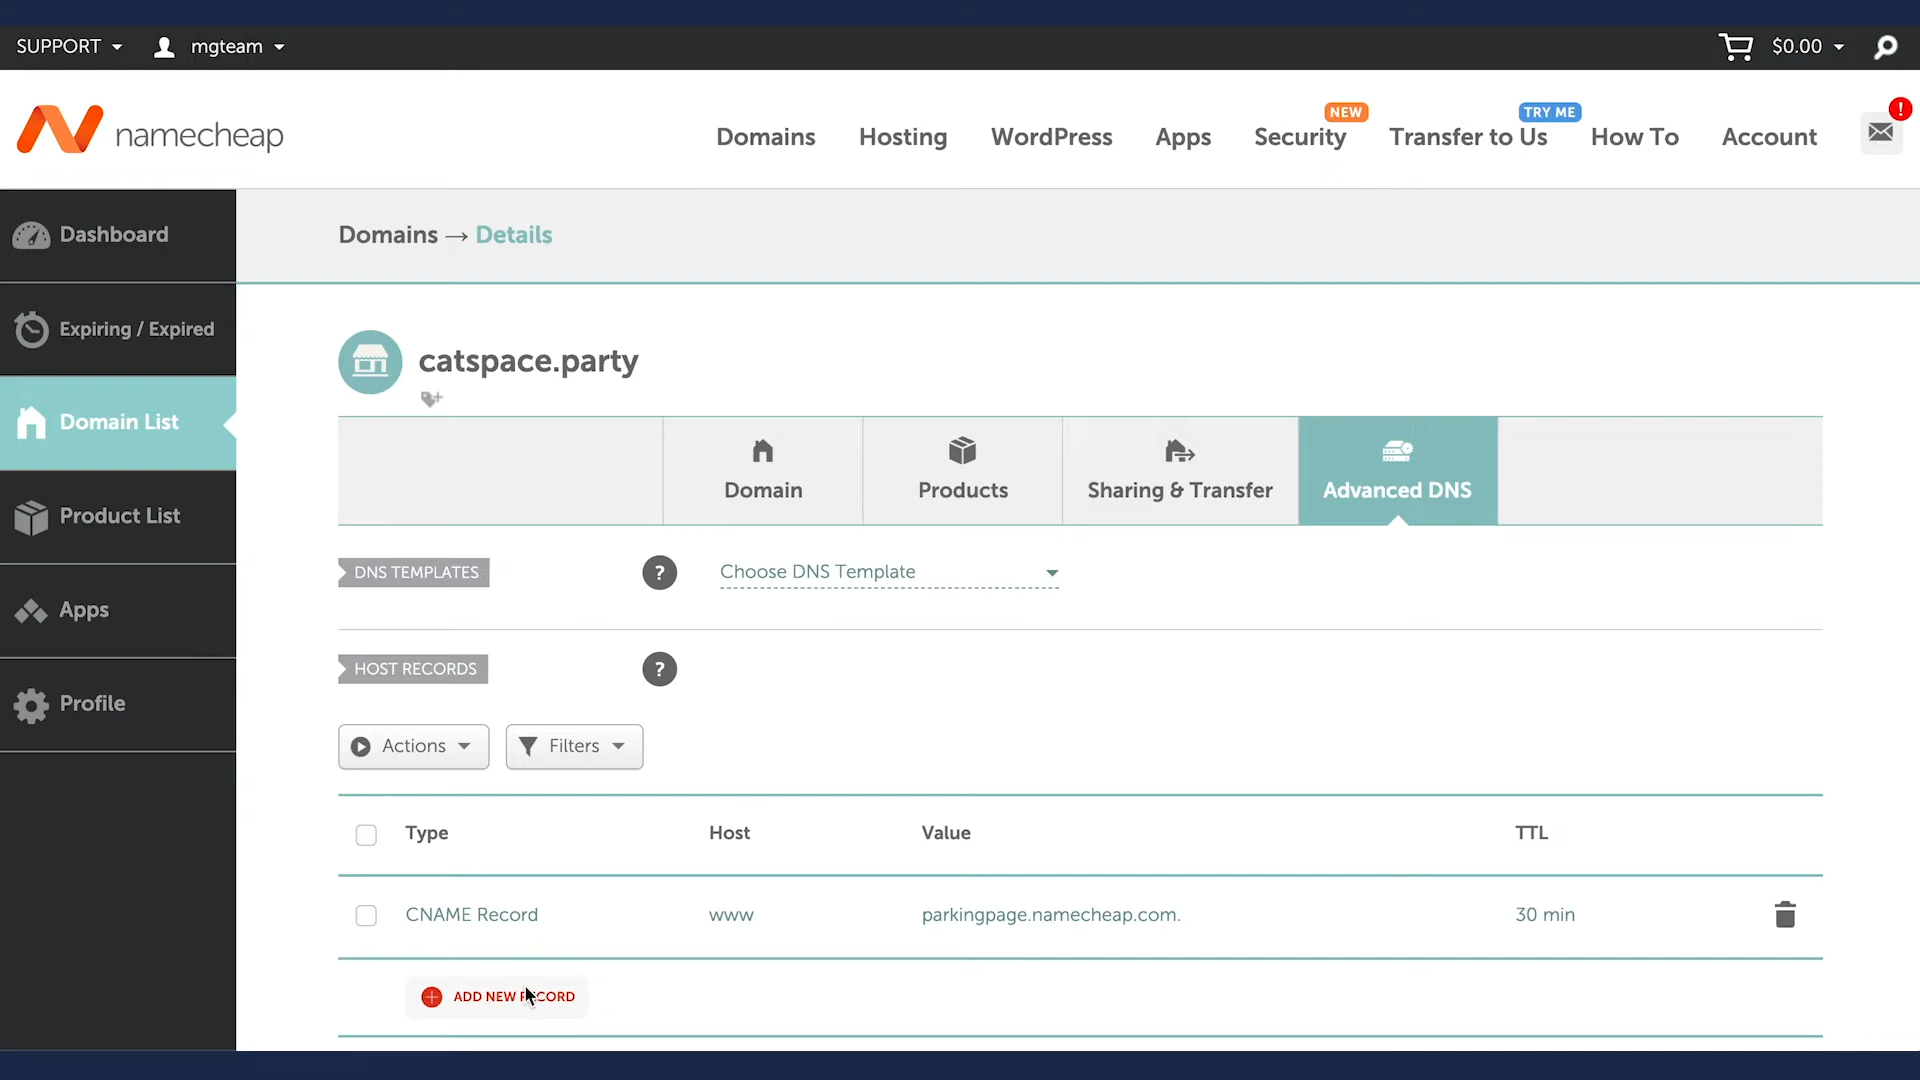 SUPPORT
mgteam
$0.00
namecheap
Domains
Hosting
WordPress
Apps
Security
NEW
Transfer to Us
TRY ME
How To
Account
!
Dashboard
Expiring / Expired
Domain List
Product List
Apps
Profile
Domains → Details
catspace.party
Domain
Products
Sharing & Transfer
Advanced DNS
DNS TEMPLATES
?
Choose DNS Template
HOST RECORDS
?
Actions
Filters
Type Host Value TTL
CNAME Record www parkingpage.namecheap.com. 30 min
ADD NEW RECORD